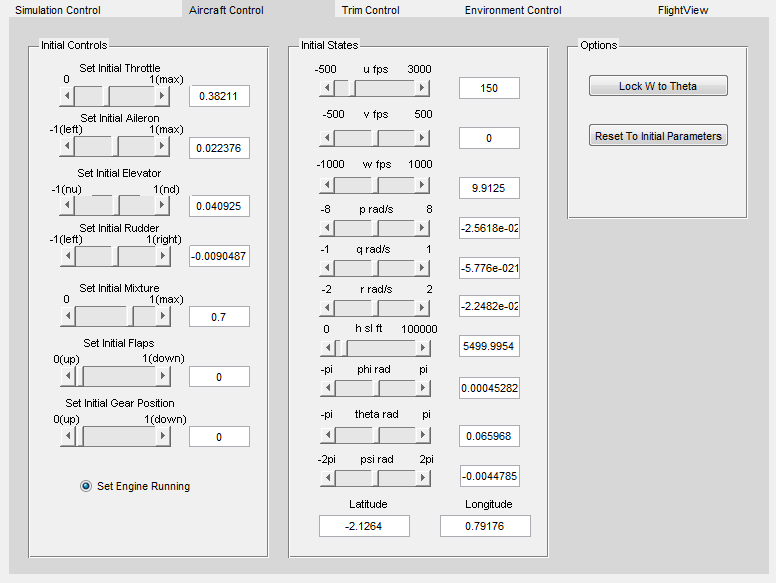 Simulation Control Aircraft Control Trim Control Environment Control FlightView
Initial Controls
Set Initial Throttle
0 1(max)
0.38211
Set Initial Aileron
-1(left) 1(max)
0.022376
Set Initial Elevator
-1(nu) 1(nd)
0.040925
Set Initial Rudder
-1(left) 1(right)
-0.0090487
Set Initial Mixture
0 1(max)
0.7
Set Initial Flaps
0(up) 1(down)
0
Set Initial Gear Position
0(up) 1(down)
0
Set Engine Running
Initial States
-500 u fps 3000
150
-500 v fps 500
0
-1000 w fps 1000
9.9125
-8 p rad/s 8
-2.5618e-02
-1 q rad/s 1
-5.776e-021
-2 r rad/s 2
-2.2482e-02
0 h sl ft 100000
5499.9954
-pi phi rad pi
0.00045282
-pi theta rad pi
0.065968
-2pi psi rad 2pi
-0.0044785
Latitude Longitude
-2.1264 0.79176
Options
Lock W to Theta
Reset To Initial Parameters